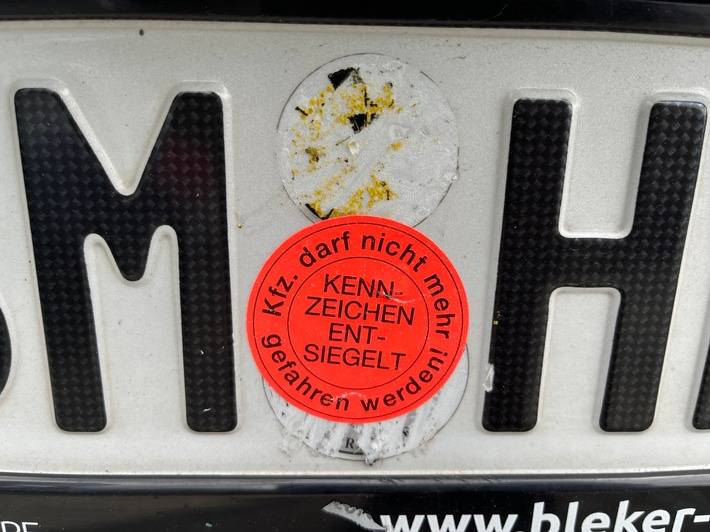 M H
Kfz. darf nicht mehr
KENN-
ZEICHEN
ENT-
SIEGELT
gefahren werden!
R
www.bleker-